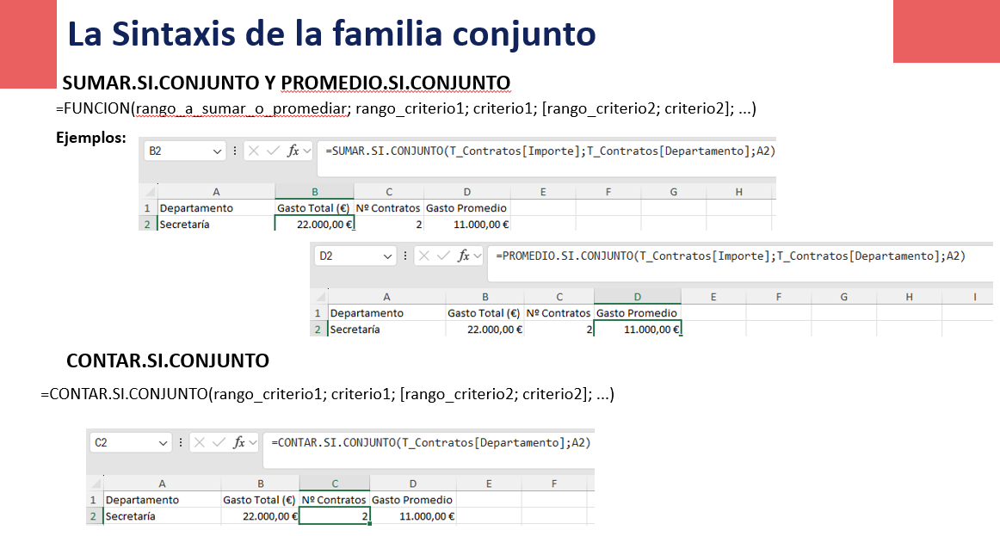 La Sintaxis de la familia conjunto
SUMAR.SI.CONJUNTO Y PROMEDIO.SI.CONJUNTO
=FUNCION(rango_a_sumar_o_promediar; rango_criterio1; criterio1; [rango_criterio2; criterio2]; ...)
Ejemplos:
B2 fx =SUMAR.SI.CONJUNTO(T_Contratos[Importe];T_Contratos[Departamento];A2)
A B C D E F G H
1 Departamento Gasto Total (€) Nº Contratos Gasto Promedio
2 Secretaría 22.000,00 € 2 11.000,00 €
D2 fx =PROMEDIO.SI.CONJUNTO(T_Contratos[Importe];T_Contratos[Departamento];A2)
A B C D E F G H I
1 Departamento Gasto Total (€) Nº Contratos Gasto Promedio
2 Secretaría 22.000,00 € 2 11.000,00 €
CONTAR.SI.CONJUNTO
=CONTAR.SI.CONJUNTO(rango_criterio1; criterio1; [rango_criterio2; criterio2]; ...)
C2 fx =CONTAR.SI.CONJUNTO(T_Contratos[Departamento];A2)
A B C D E F
1 Departamento Gasto Total (€) Nº Contratos Gasto Promedio
2 Secretaría 22.000,00 € 2 11.000,00 €